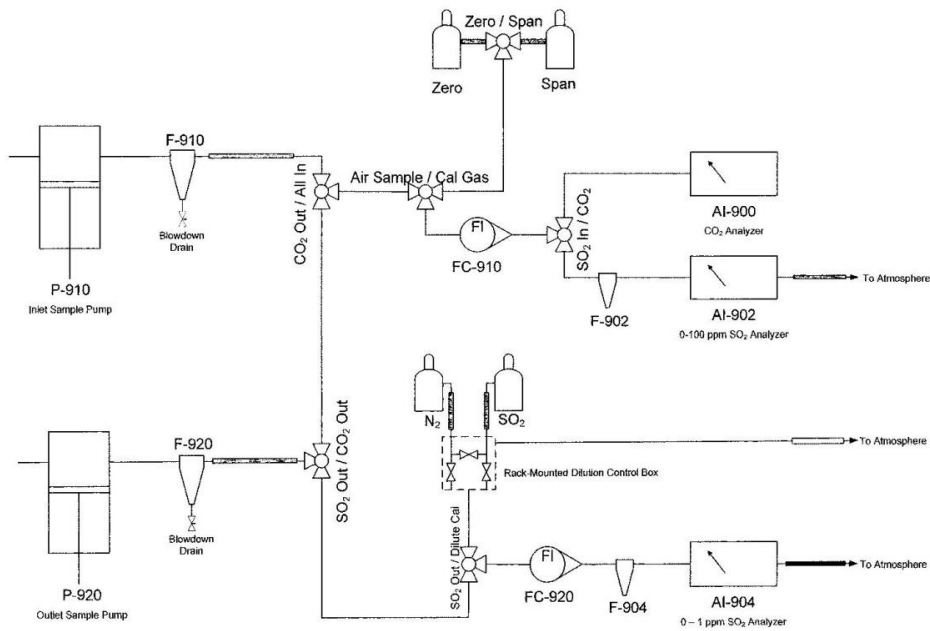 Zero / Span
Zero
Span
F-910
Blowdown
Drain
P-910
Inlet Sample Pump
CO₂ Out / All In
Air Sample / Cal Gas
FI
FC-910
SO₂ In / CO₂
AI-900
CO₂ Analyzer
F-902
AI-902
0-100 ppm SO₂ Analyzer
To Atmosphere
N₂
SO₂
Rack-Mounted Dilution Control Box
To Atmosphere
F-920
Blowdown
Drain
P-920
Outlet Sample Pump
SO₂ Out / CO₂ Out
SO₂ Out / Dilute Cal
FI
FC-920
F-904
AI-904
0 – 1 ppm SO₂ Analyzer
To Atmosphere